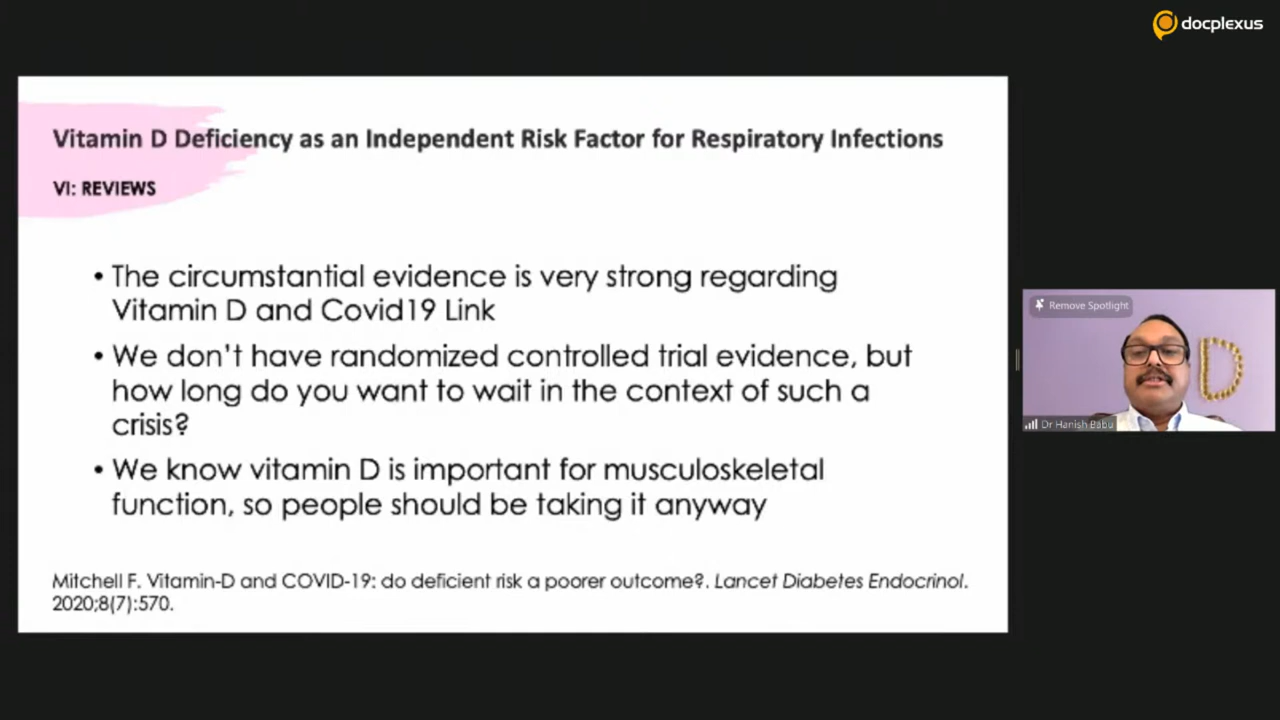 docplexus
Vitamin D Deficiency as an Independent Risk Factor for Respiratory Infections
VI: REVIEWS
• The circumstantial evidence is very strong regarding
Vitamin D and Covid19 Link
• We don't have randomized controlled trial evidence, but
how long do you want to wait in the context of such a
crisis?
• We know vitamin D is important for musculoskeletal
function, so people should be taking it anyway
Mitchell F. Vitamin-D and COVID-19: do deficient risk a poorer outcome?. Lancet Diabetes Endocrinol.
2020;8(7):570.
Remove Spotlight
D
Dr Hanish Babu